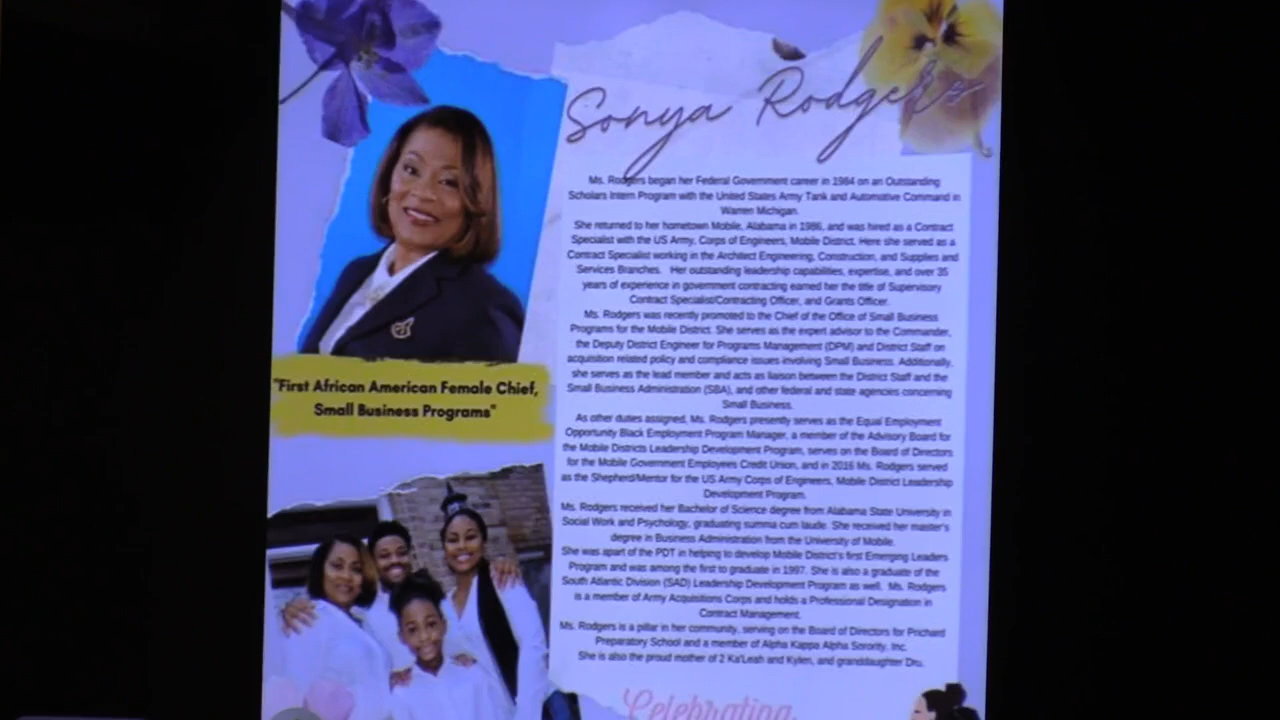 Sonya Rodgers
Ms. Rodgers began her Federal Government career in 1984 on an Outstanding
Scholars Intern Program with the United States Army Tank and Automotive Command in
Warren Michigan.
She returned to her hometown Mobile, Alabama in 1986, and was hired as a Contract
Specialist with the US Army, Corps of Engineers, Mobile District. Here she served as a
Contract Specialist working in the Architect Engineering, Construction, and Supplies and
Services Branches. Her outstanding leadership capabilities, expertise, and over 35
years of experience in government contracting earned her the title of Supervisory
Contract Specialist/Contracting Officer, and Grants Officer.
Ms. Rodgers was recently promoted to the Chief of the Office of Small Business
Programs for the Mobile District. She serves as the expert advisor to the Commander,
the Deputy District Engineer for Programs Management (DPM) and District Staff on
acquisition related policy and compliance issues involving Small Business. Additionally,
she serves as the lead member and acts as liaison between the District Staff and the
Small Business Administration (SBA), and other federal and state agencies concerning
Small Business.
As other duties assigned, Ms. Rodgers presently serves as the Equal Employment
Opportunity Black Employment Program Manager, a member of the Advisory Board for
the Mobile Districts Leadership Development Program, serves on the Board of Directors
for the Mobile Government Employees Credit Union, and in 2016 Ms. Rodgers served
as the Shepherd/Mentor for the US Army Corps of Engineers, Mobile District Leadership
Development Program.
Ms. Rodgers received her Bachelor of Science degree from Alabama State University in
Social Work and Psychology, graduating summa cum laude. She received her master's
degree in Business Administration from the University of Mobile.
She was apart of the PDT in helping to develop Mobile District's first Emerging Leaders
Program and was among the first to graduate in 1997. She is also a graduate of the
South Atlantic Division (SAD) Leadership Development Program as well. Ms. Rodgers
is a member of Army Acquisitions Corps and holds a Professional Designation in
Contract Management.
Ms. Rodgers is a pillar in her community, serving on the Board of Directors for Prichard
Preparatory School and a member of Alpha Kappa Alpha Sorority, Inc.
She is also the proud mother of 2 Ka'Leah and Kylen, and granddaughter Dru.
"First African American Female Chief,
Small Business Programs"
Celebrating